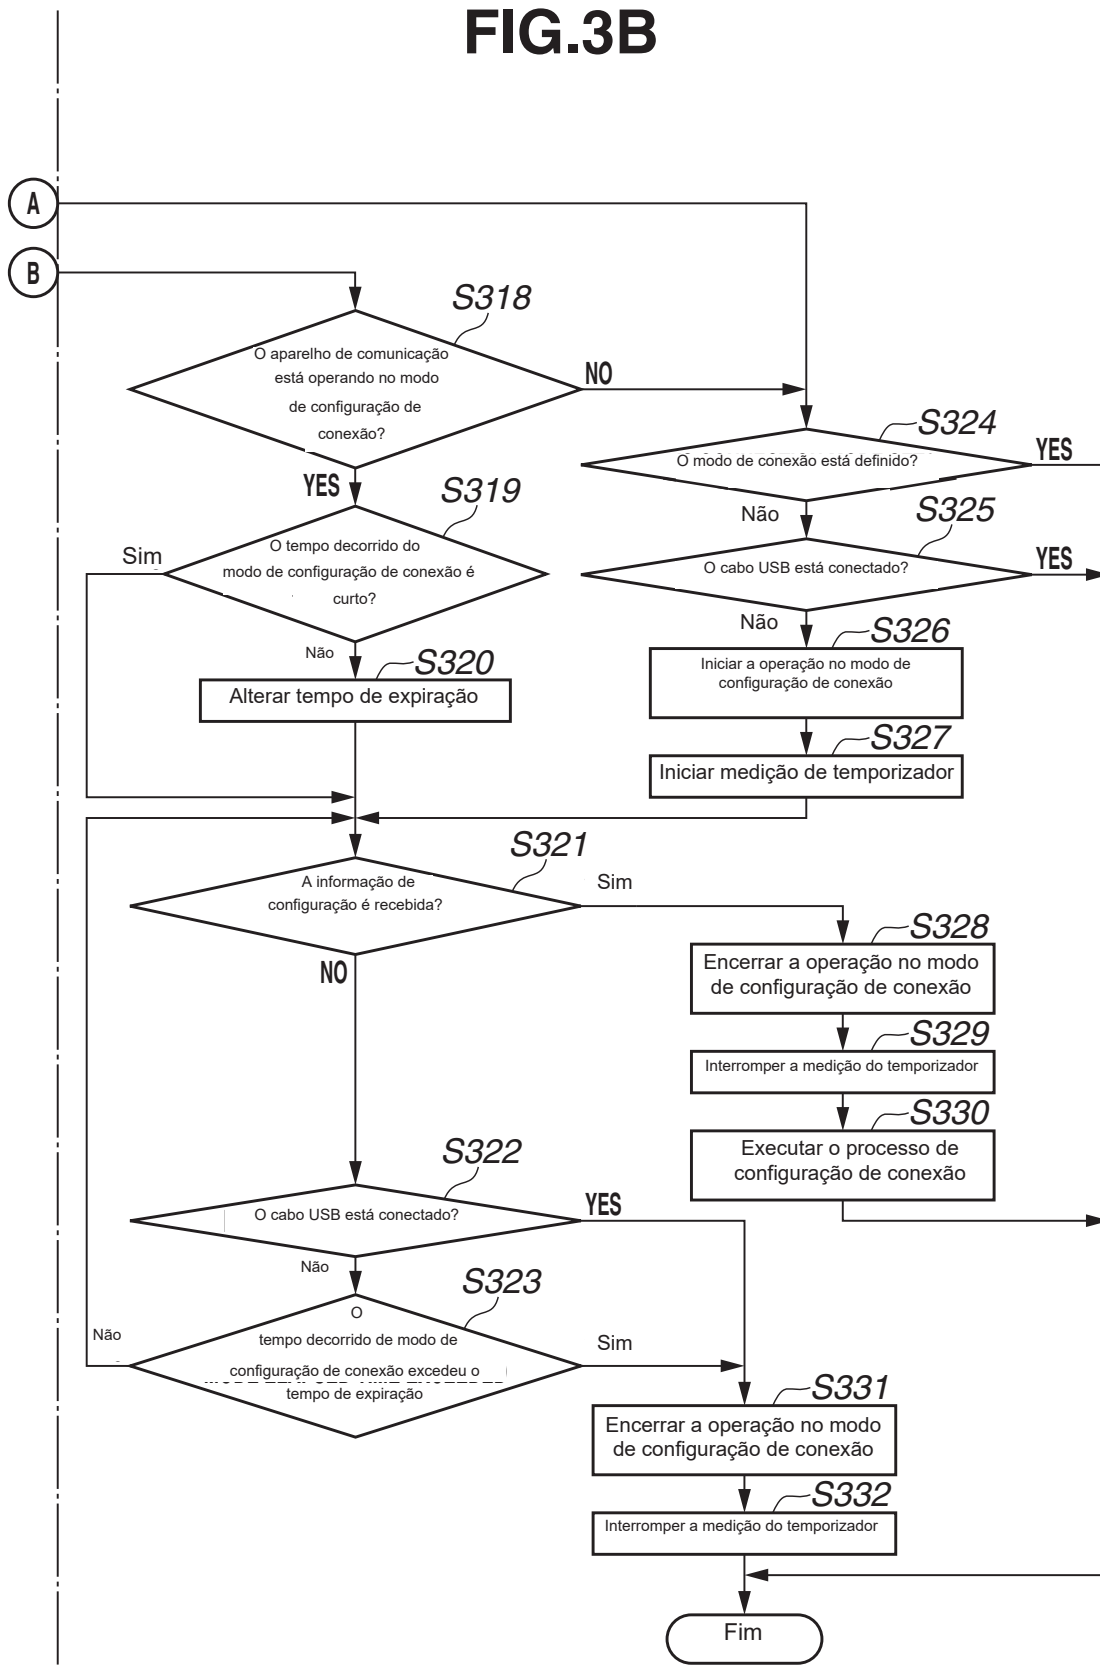 FIG.3B
A
B
S318
O aparelho de comunicação
está operando no modo
de configuração de
conexão?
NO
YES
S324
O modo de conexão está definido?
YES
Não
S319
O tempo decorrido do
modo de configuração de conexão é
curto?
Sim
Não
S325
O cabo USB está conectado?
YES
Não
S320
Alterar tempo de expiração
S326
Iniciar a operação no modo de
configuração de conexão
S327
Iniciar medição de temporizador
S321
A informação de
configuração é recebida?
Sim
NO
S328
Encerrar a operação no modo
de configuração de conexão
S329
Interromper a medição do temporizador
S330
Executar o processo de
configuração de conexão
S322
O cabo USB está conectado?
YES
Não
S323
O
tempo decorrido de modo de
configuração de conexão excedeu o
tempo de expiração
Não
Sim
S331
Encerrar a operação no modo
de configuração de conexão
S332
Interromper a medição do temporizador
Fim